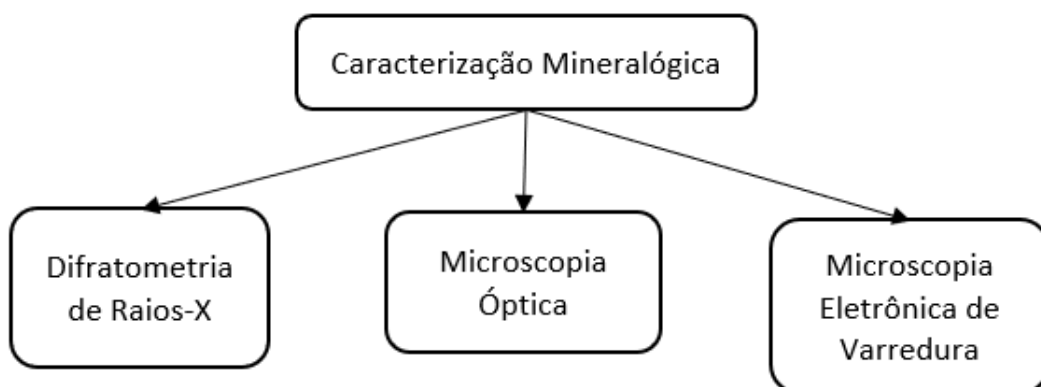 Caracterização Mineralógica
Difratometria
de Raios-X
Microscopia
Óptica
Microscopia
Eletrônica de
Varredura